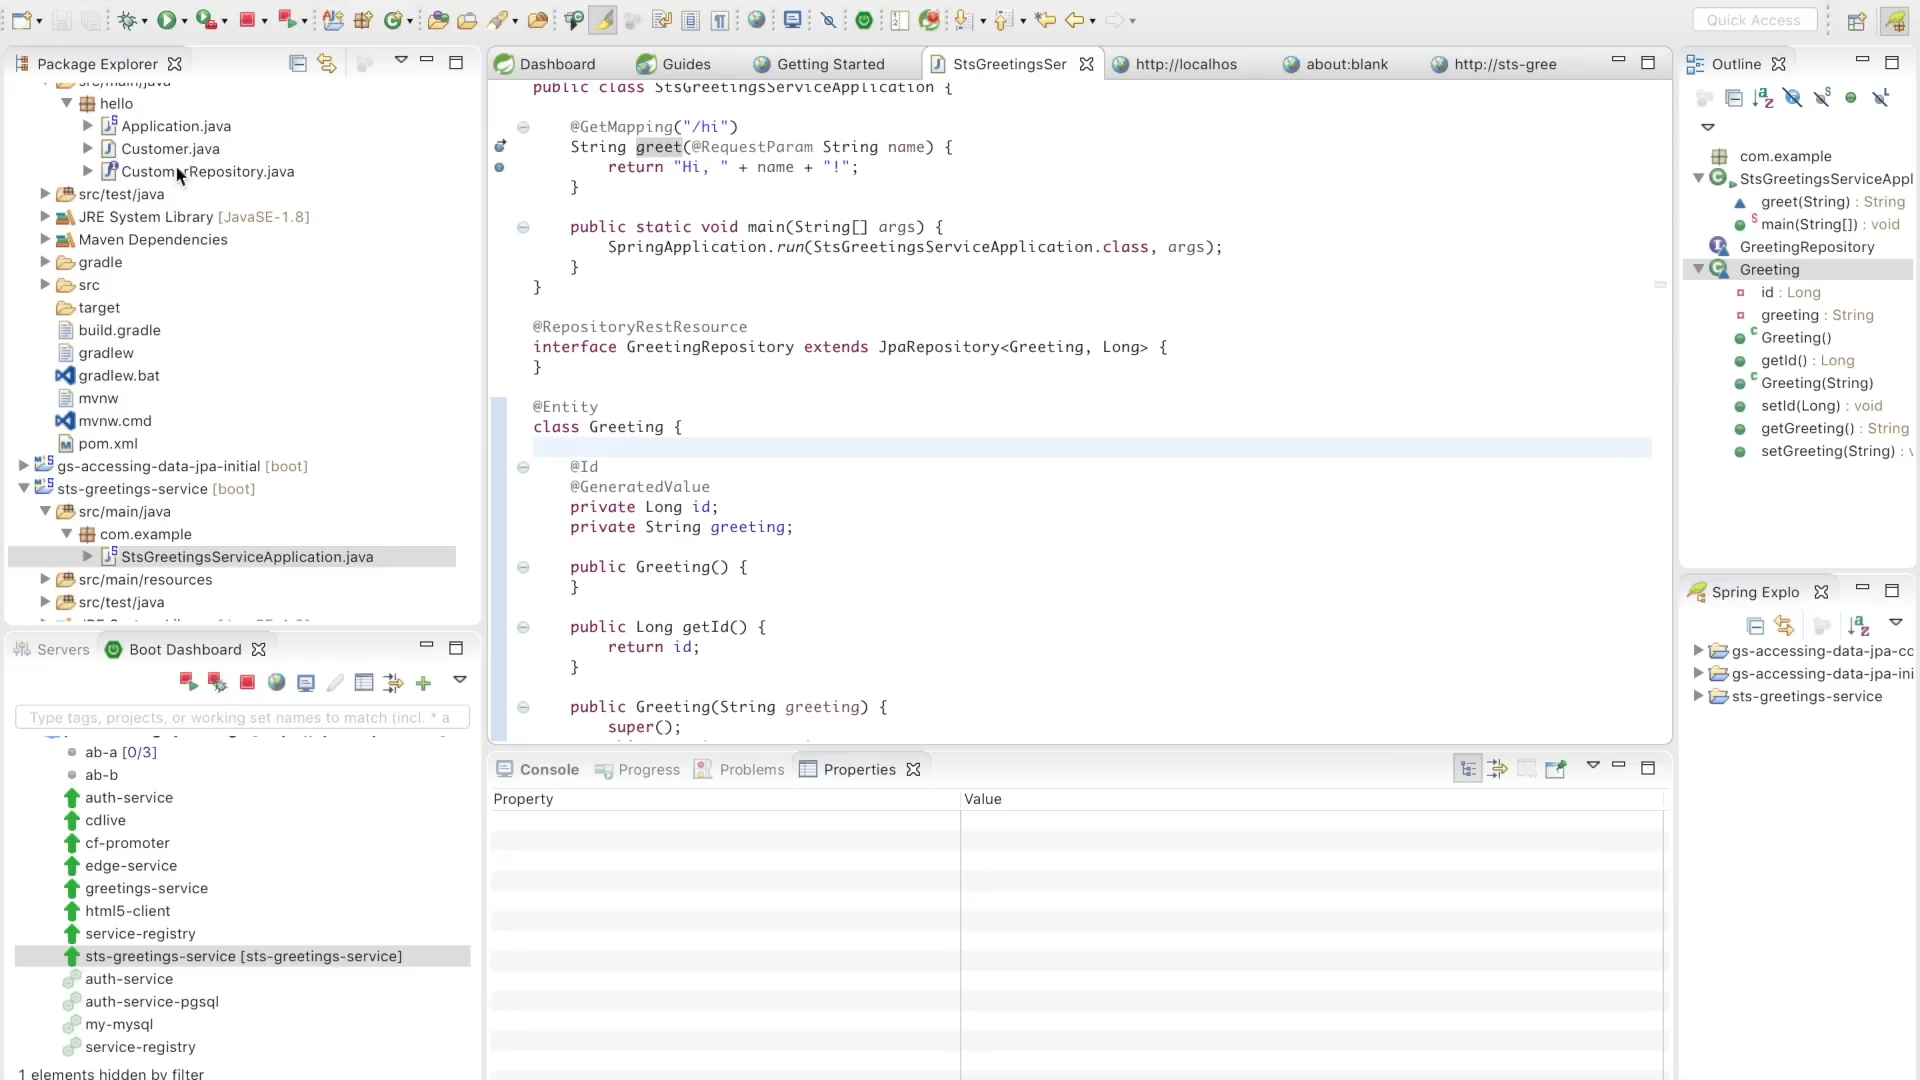 Quick Access
Package Explorer
src/main/java
hello
Application.java
Customer.java
CustomerRepository.java
src/test/java
JRE System Library [JavaSE-1.8]
Maven Dependencies
gradle
src
target
build.gradle
gradlew
gradlew.bat
mvnw
mvnw.cmd
pom.xml
gs-accessing-data-jpa-initial [boot]
sts-greetings-service [boot]
src/main/java
com.example
StsGreetingsServiceApplication.java
src/main/resources
src/test/java
Servers
Boot Dashboard
Type tags, projects, or working set names to match (incl. * a
ab-a [0/3]
ab-b
auth-service
cdlive
cf-promoter
edge-service
greetings-service
html5-client
service-registry
sts-greetings-service [sts-greetings-service]
auth-service
auth-service-pgsql
my-mysql
service-registry
1 elements hidden by filter
Dashboard
Guides
Getting Started
StsGreetingsSer
http://localhos
about:blank
http://sts-gree
public class StsGreetingsServiceApplication {
@GetMapping("/hi")
String greet(@RequestParam String name) {
return "Hi, " + name + "!";
}
public static void main(String[] args) {
SpringApplication.run(StsGreetingsServiceApplication.class, args);
}
}
@RepositoryRestResource
interface GreetingRepository extends JpaRepository<Greeting, Long> {
}
@Entity
class Greeting {
@Id
@GeneratedValue
private Long id;
private String greeting;
public Greeting() {
}
public Long getId() {
return id;
}
public Greeting(String greeting) {
super();
Console
Progress
Problems
Properties
Property
Value
Outline
com.example
StsGreetingsServiceAppl
greet(String) : String
main(String[]) : void
GreetingRepository
Greeting
id : Long
greeting : String
Greeting()
getId() : Long
Greeting(String)
setId(Long) : void
getGreeting() : String
setGreeting(String) : v
Spring Explo
gs-accessing-data-jpa-cc
gs-accessing-data-jpa-ini
sts-greetings-service